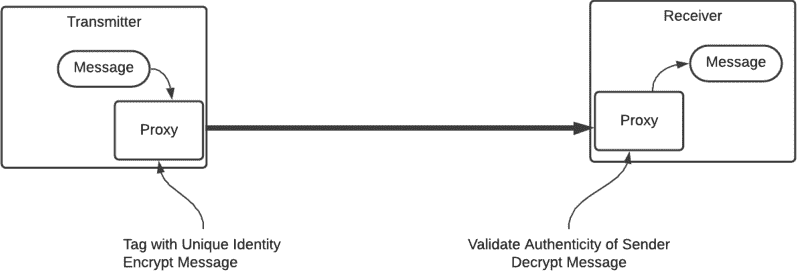 Transmitter
Message
Proxy
Receiver
Message
Proxy
Tag with Unique Identity
Encrypt Message
Validate Authenticity of Sender
Decrypt Message